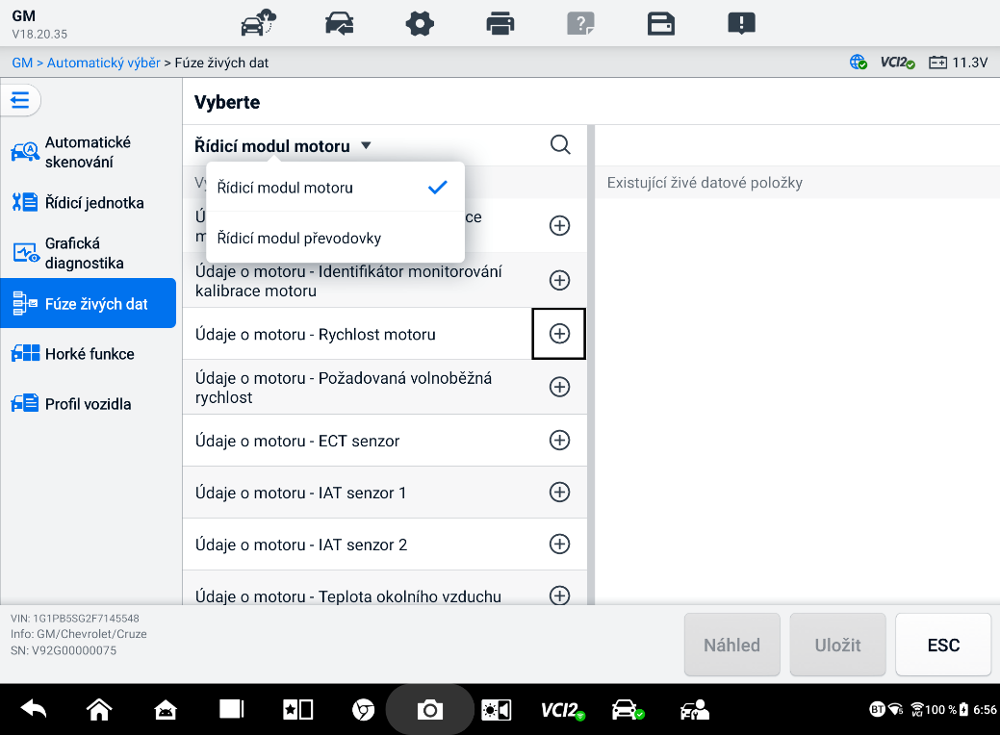 GM
V18.20.35
GM > Automatický výběr > Fúze živých dat
VCI2
11.3V
Vyberte
Automatické
skenování
Řídicí jednotka
Grafická
diagnostika
Fúze živých dat
Horké funkce
Profil vozidla
Řídicí modul motoru
Řídicí modul motoru
Řídicí modul převodovky
Existující živé datové položky
ce
Údaje o motoru - Identifikátor monitorování
kalibrace motoru
Údaje o motoru - Rychlost motoru
Údaje o motoru - Požadovaná volnoběžná
rychlost
Údaje o motoru - ECT senzor
Údaje o motoru - IAT senzor 1
Údaje o motoru - IAT senzor 2
Údaje o motoru - Teplota okolního vzduchu
VIN: 1G1PB5SG2F7145548
Info: GM/Chevrolet/Cruze
SN: V92G00000075
Náhled
Uložit
ESC
VCI2
BT
5
VG
100 %
6:56